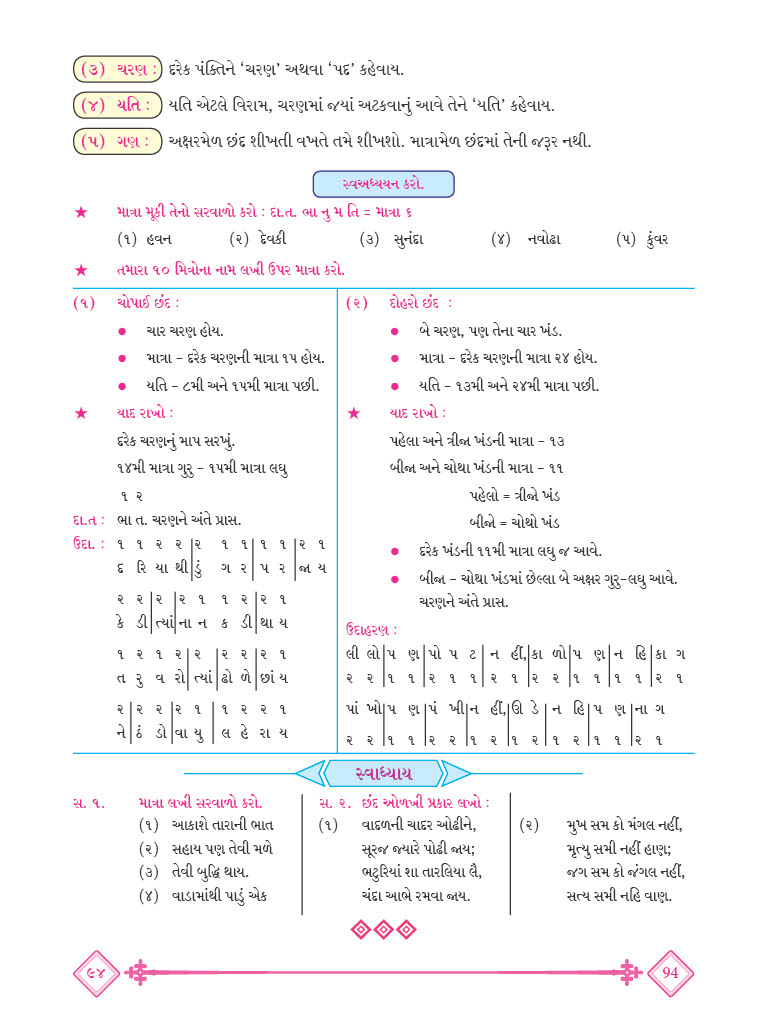 (૩) ચરણ : દરેક પંક્તિને ‘ચરણ’ અથવા ‘પદ’ કહેવાય.
(૪) યતિ : યતિ એટલે વિરામ, ચરણમાં જ્યાં અટકવાનું આવે તેને ‘યતિ’ કહેવાય.
(૫) ગણ : અક્ષરમેળ છંદ શીખતી વખતે તમે શીખશો. માત્રામેળ છંદમાં તેની જરૂર નથી.
સ્વઅધ્યયન કરો.
★ માત્રા મૂકી તેનો સરવાળો કરો : દા.ત. ભા નુ મ તિ = માત્રા ૬
(૧) હવન (૨) દેવકી (૩) સુનંદા (૪) નવોઢા (૫) કુંવર
★ તમારા ૧૦ મિત્રોના નામ લખી ઉપર માત્રા કરો.
(૧) ચોપાઈ છંદ :
• ચાર ચરણ હોય.
• માત્રા – દરેક ચરણની માત્રા ૧૫ હોય.
• યતિ – ૮મી અને ૧૫મી માત્રા પછી.
★ યાદ રાખો :
દરેક ચરણનું માપ સરખું.
૧૪મી માત્રા ગુરુ – ૧૫મી માત્રા લઘુ
૧ ૨
દા.ત : ભા ત. ચરણને અંતે પ્રાસ.
ઉદા. : ૧ ૧ ૨ ૨ | ૨ ૧ ૧ | ૧ ૧ | ૨ ૧
દ રિ યા થી | ડું ગ ર | પ ર | જા ય
૨ ૨ | ૨ | ૨ ૧ ૧ ૨ | ૨ ૧
કે ડી | ત્યાં | ના ન ક ડી | થા ય
૧ ૨ ૧ ૨ | ૨ | ૨ ૨ | ૨ ૧
ત રુ વ રો | ત્યાં | ઢો ળે | છાં ય
૨ | ૨ ૨ | ૨ ૧ | ૧ ૨ ૨ ૧
ને | ઠં ડો | વા યુ | લ હે રા ય
(૨) દોહરો છંદ :
• બે ચરણ, પણ તેના ચાર ખંડ.
• માત્રા – દરેક ચરણની માત્રા ૨૪ હોય.
• યતિ – ૧૩મી અને ૨૪મી માત્રા પછી.
★ યાદ રાખો :
પહેલા અને ત્રીજા ખંડની માત્રા – ૧૩
બીજા અને ચોથા ખંડની માત્રા – ૧૧
પહેલો = ત્રીજો ખંડ
બીજો = ચોથો ખંડ
• દરેક ખંડની ૧૧મી માત્રા લઘુ જ આવે.
• બીજા – ચોથા ખંડમાં છેલ્લા બે અક્ષર ગુરુ–લઘુ આવે.
ચરણને અંતે પ્રાસ.
ઉદાહરણ :
લી લો | પ ણ | પો પ ટ | ન હીં, | કા ળો | પ ણ | ન હિ | કા ગ
૨ ૨ | ૧ ૧ | ૨ ૧ ૧ | ૧ ૨ | ૨ ૨ | ૧ ૧ | ૧ ૧ | ૨ ૧
પાં ખો | પ ણ | પં ખી | ન હીં, | ઊ ડે | ન હિ | પ ણ | ના ગ
૨ ૨ | ૧ ૧ | ૨ ૨ | ૧ ૨ | ૧ ૨ | ૧ ૨ | ૧ ૧ | ૨ ૧
સ્વાધ્યાય
સ. ૧. માત્રા લખી સરવાળો કરો.
(૧) આકાશે તારાની ભાત
(૨) સહાય પણ તેવી મળે
(૩) તેવી બુદ્ધિ થાય.
(૪) વાડામાંથી પાડું એક
સ. ૨. છંદ ઓળખી પ્રકાર લખો :
(૧) વાદળની ચાદર ઓઢીને,
સૂરજ જ્યારે પોઢી જાય;
ભટુરિયાં શા તારલિયા લૈ,
ચંદા આભે રમવા જાય.
(૨) મુખ સમ કો મંગલ નહીં,
મૃત્યુ સમી નહીં હાણ;
જગ સમ કો જંગલ નહીં,
સત્ય સમી નહિ વાણ.
૯૪
94